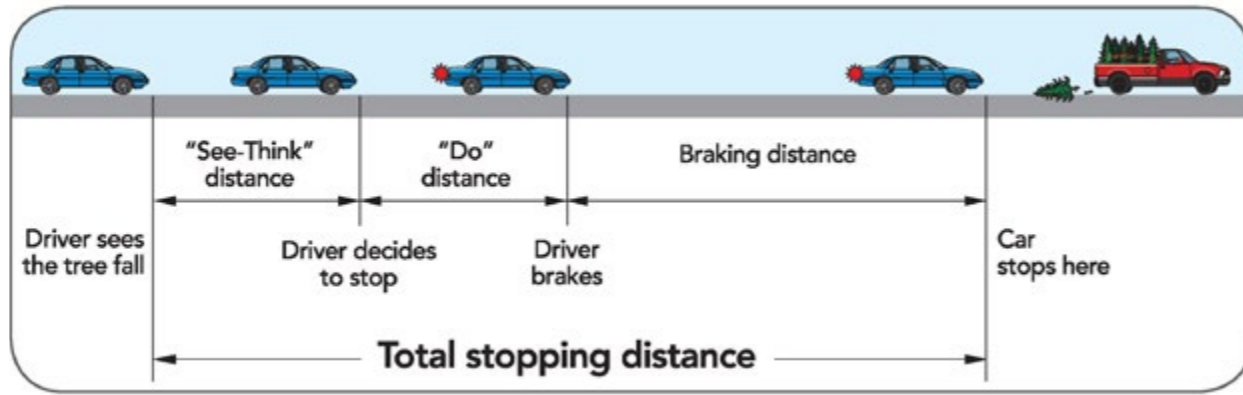 “See-Think”
distance
“Do”
distance
Braking distance
Driver sees
the tree fall
Driver decides
to stop
Driver
brakes
Car
stops here
Total stopping distance